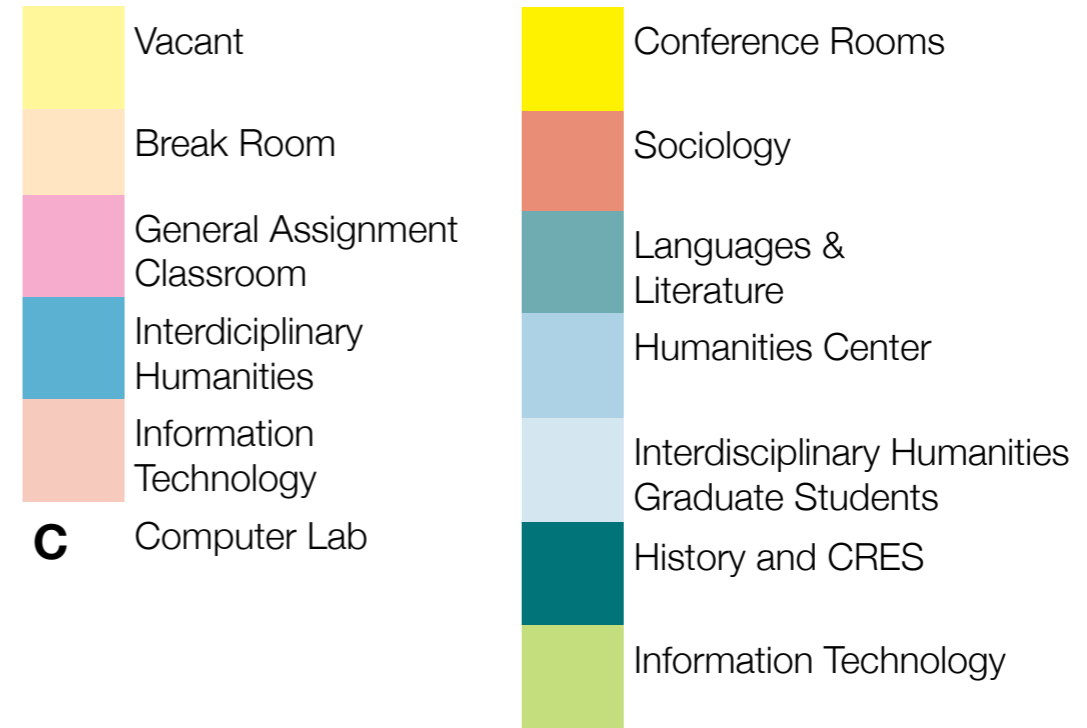 Vacant
Break Room
General Assignment
Classroom
Interdiciplinary
Humanities
Information
Technology
C Computer Lab
Conference Rooms
Sociology
Languages &
Literature
Humanities Center
Interdisciplinary Humanities
Graduate Students
History and CRES
Information Technology